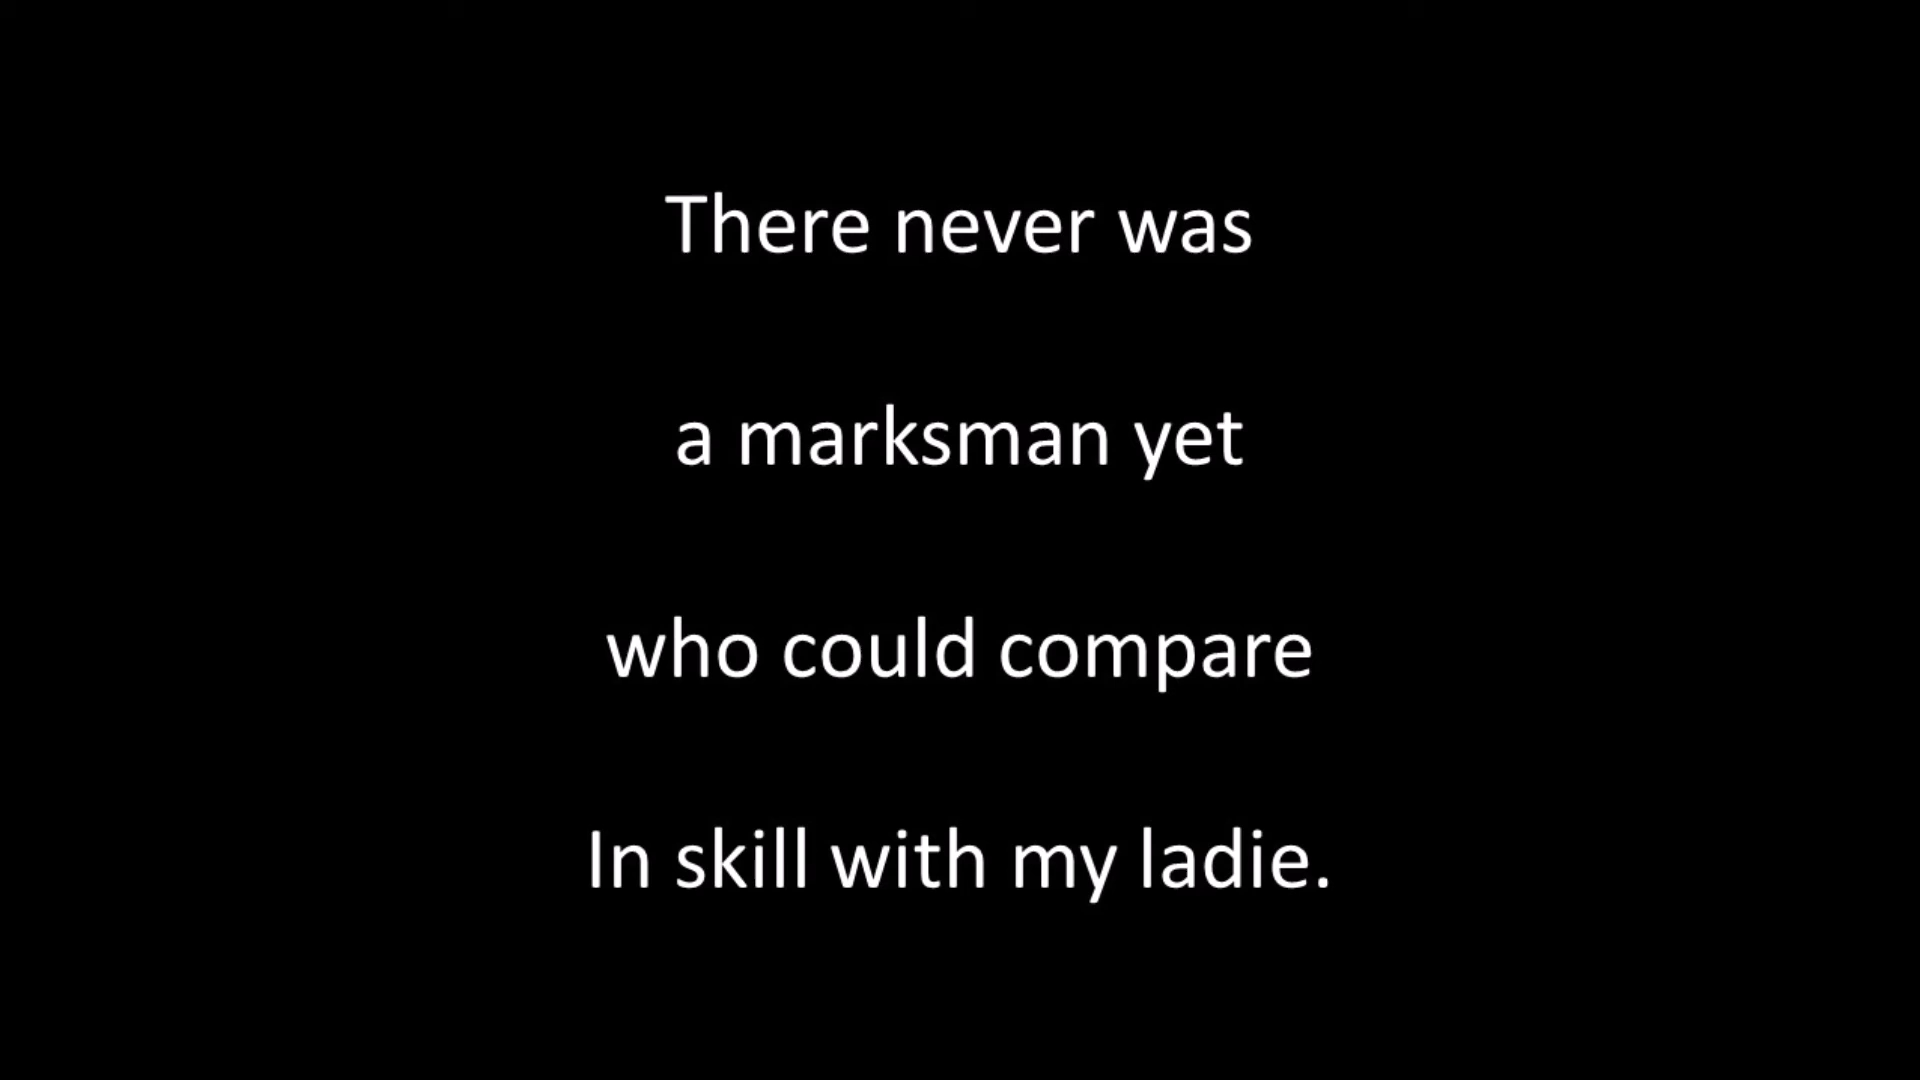 There never was
a marksman yet
who could compare
In skill with my ladie.